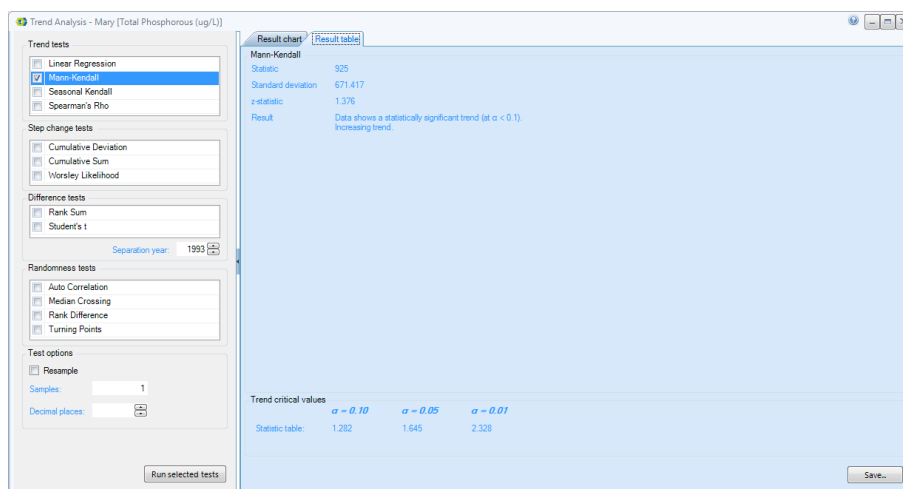 Trend Analysis - Mary [Total Phosphorous (ug/L)]
Trend tests
Linear Regression
Mann-Kendall
Seasonal Kendall
Spearman's Rho
Step change tests
Cumulative Deviation
Cumulative Sum
Worsley Likelihood
Difference tests
Rank Sum
Student's t
Separation year: 1993
Randomness tests
Auto Correlation
Median Crossing
Rank Difference
Turning Points
Test options
Resample
Samples: 1
Decimal places:
Run selected tests
Result chart Result table
Mann-Kendall
Statistic 925
Standard deviation 671.417
z-statistic 1.376
Result Data shows a statistically significant trend (at α < 0.1).
Increasing trend.
Trend critical values
α = 0.10 α = 0.05 α = 0.01
Statistic table: 1.282 1.645 2.328
Save...